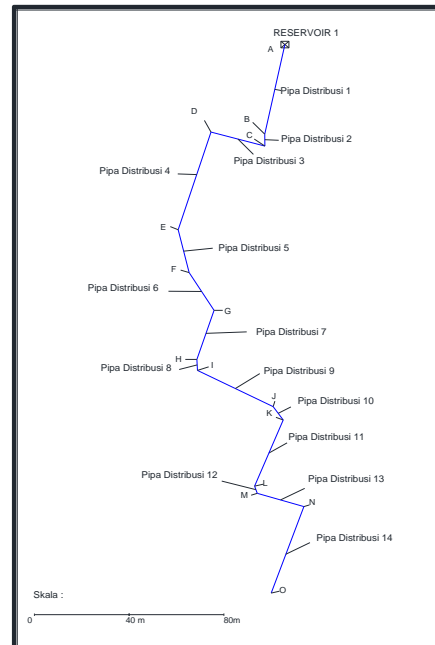 RESERVOIR 1
A
Pipa Distribusi 1
D
B
C
Pipa Distribusi 2
Pipa Distribusi 3
Pipa Distribusi 4
E
Pipa Distribusi 5
F
Pipa Distribusi 6
G
Pipa Distribusi 7
H
I
Pipa Distribusi 8
Pipa Distribusi 9
J
Pipa Distribusi 10
K
Pipa Distribusi 11
Pipa Distribusi 12
L
Pipa Distribusi 13
M
N
Pipa Distribusi 14
O
Skala :
0 40 m 80m